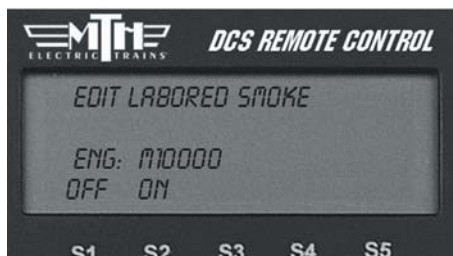 MTH
ELECTRIC TRAINS
DCS REMOTE CONTROL
EDIT LABORED SMOKE
ENG: M10000
OFF ON
S1 S2 S3 S4 S5